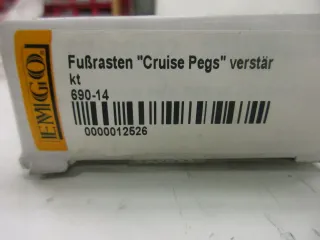 EMGO
Fußrasten "Cruise Pegs" verstär
kt
690-14
0000012526